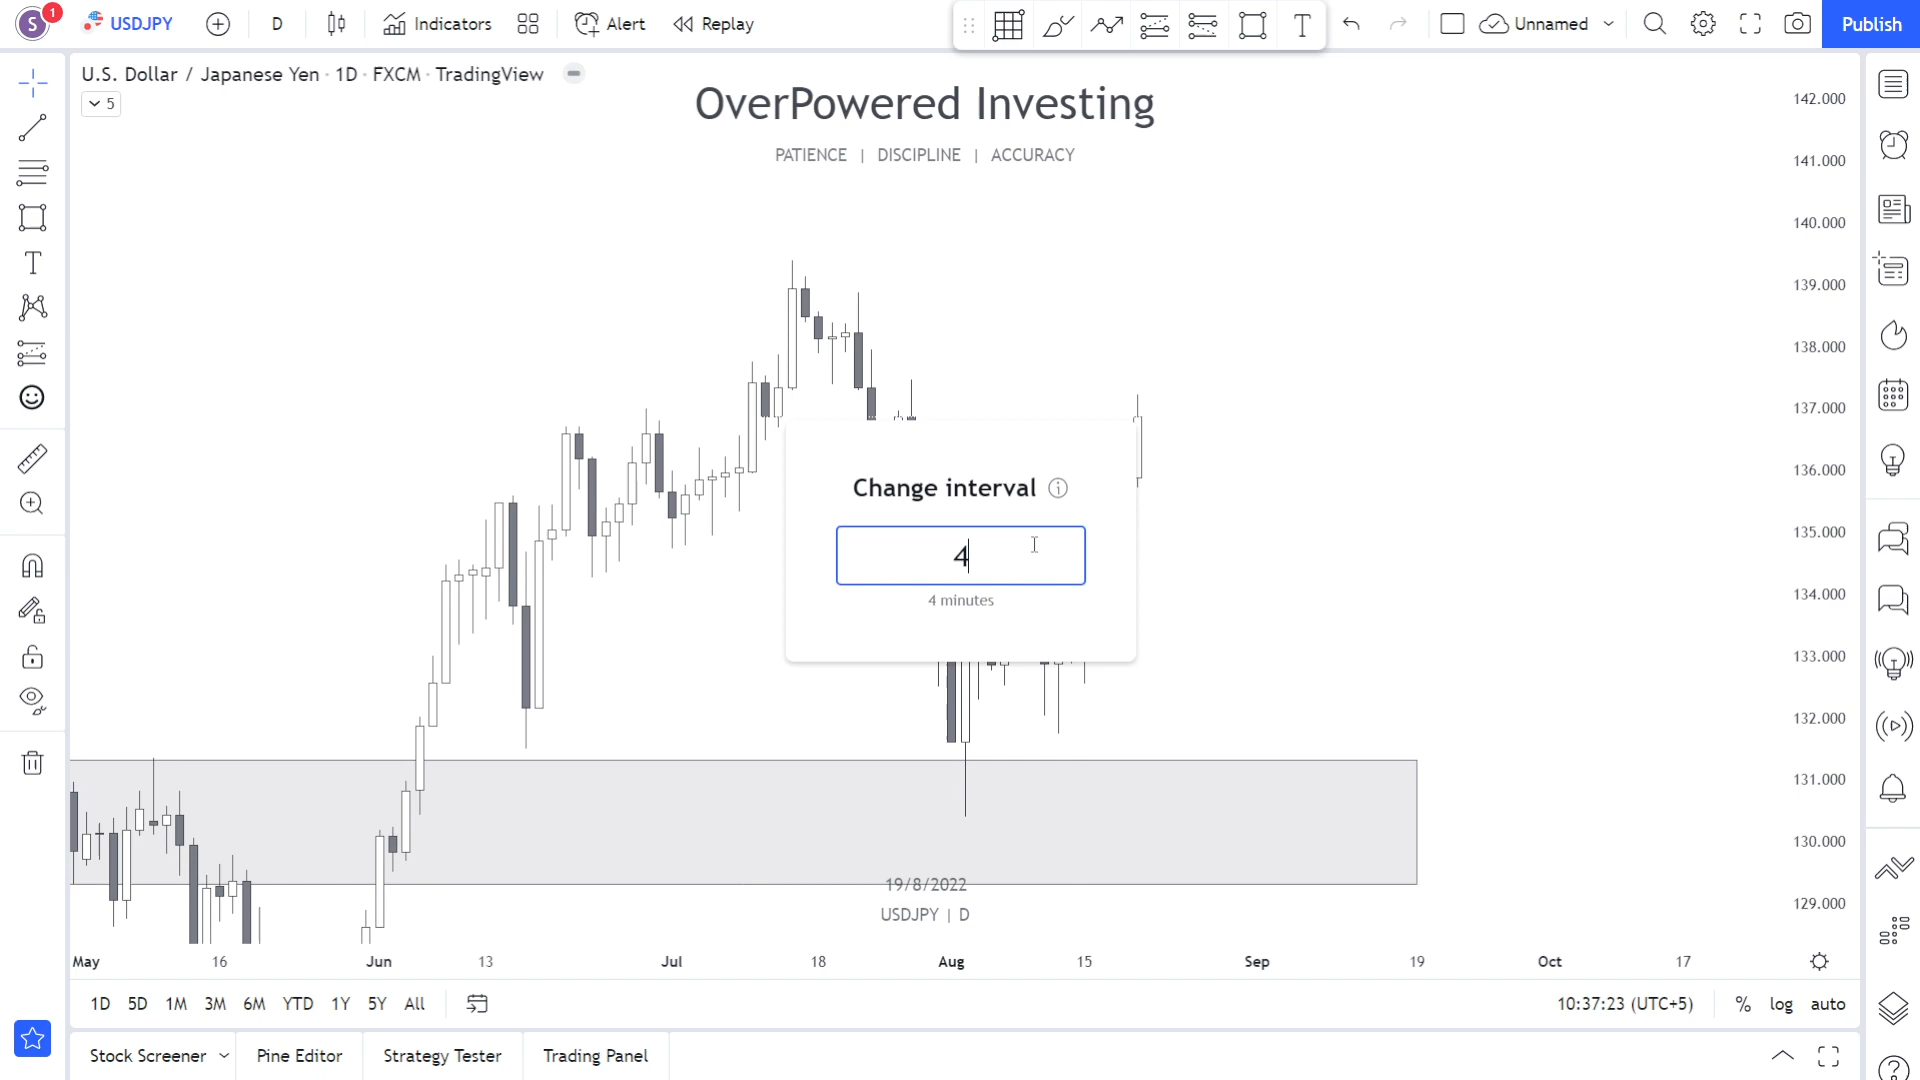 S 1 USDJPY D Indicators Alert Replay T Unnamed Publish
U.S. Dollar / Japanese Yen · 1D · FXCM · TradingView
5
OverPowered Investing
PATIENCE | DISCIPLINE | ACCURACY
142.000
141.000
140.000
139.000
138.000
137.000
136.000
135.000
134.000
133.000
132.000
131.000
130.000
129.000
Change interval
4
4 minutes
19/8/2022
USDJPY | D
May 16 Jun 13 Jul 18 Aug 15 Sep 19 Oct 17
1D 5D 1M 3M 6M YTD 1Y 5Y All 10:37:23 (UTC+5) % log auto
Stock Screener Pine Editor Strategy Tester Trading Panel